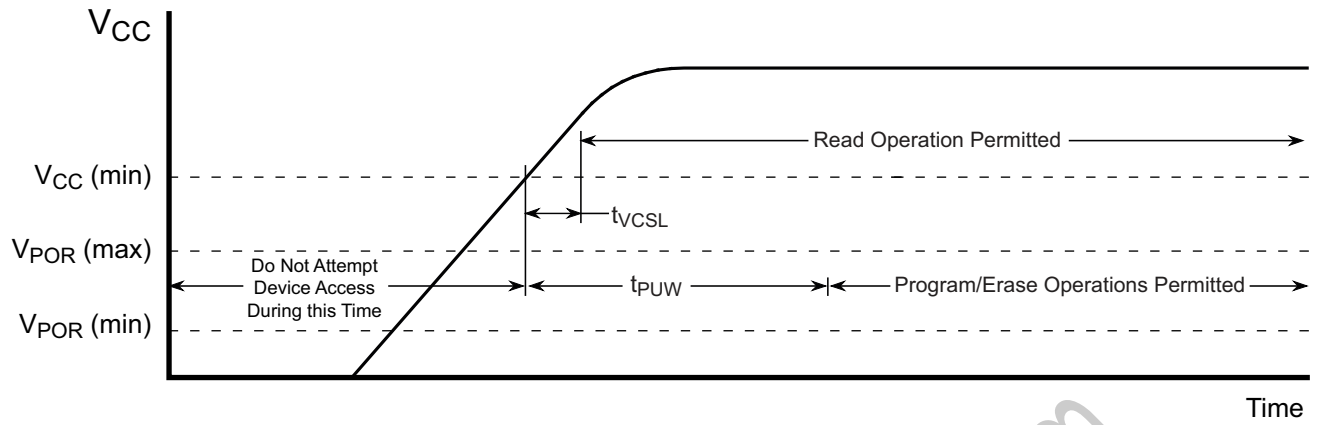 VCC
Read Operation Permitted
VCC (min)
tVCSL
VPOR (max)
Do Not Attempt
Device Access
During this Time
tPUW
Program/Erase Operations Permitted
VPOR (min)
Time